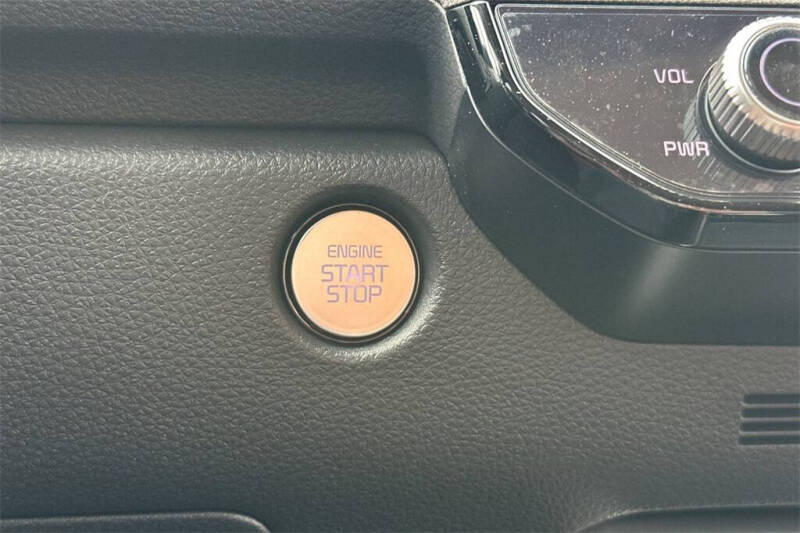 VOL
PWR
ENGINE
START
STOP